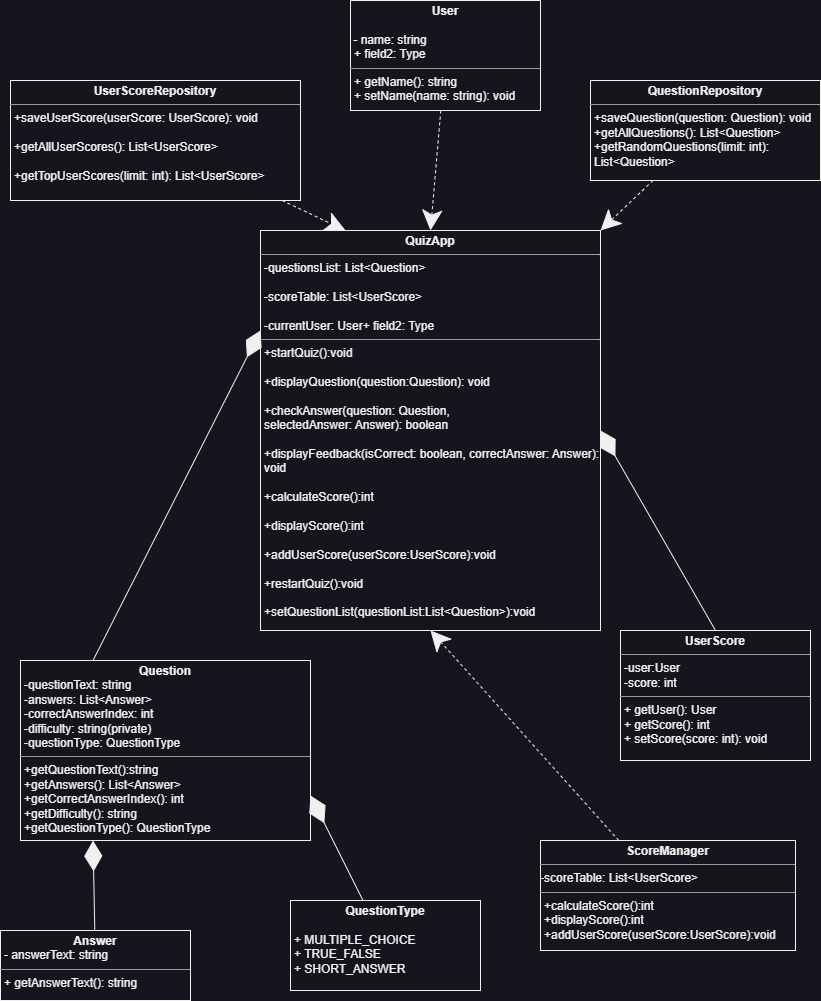 User
- name: string
+ field2: Type
+ getName(): string
+ setName(name: string): void
UserScoreRepository
+saveUserScore(userScore: UserScore): void
+getAllUserScores(): List<UserScore>
+getTopUserScores(limit: int): List<UserScore>
QuestionRepository
+saveQuestion(question: Question): void
+getAllQuestions(): List<Question>
+getRandomQuestions(limit: int):
List<Question>
QuizApp
-questionsList: List<Question>
-scoreTable: List<UserScore>
-currentUser: User+ field2: Type
+startQuiz():void
+displayQuestion(question:Question): void
+checkAnswer(question: Question,
selectedAnswer: Answer): boolean
+displayFeedback(isCorrect: boolean, correctAnswer: Answer):
void
+calculateScore():int
+displayScore():int
+addUserScore(userScore:UserScore):void
+restartQuiz():void
+setQuestionList(questionList:List<Question>):void
UserScore
-user:User
-score: int
+ getUser(): User
+ getScore(): int
+ setScore(score: int): void
Question
-questionText: string
-answers: List<Answer>
-correctAnswerIndex: int
-difficulty: string(private)
-questionType: QuestionType
+getQuestionText():string
+getAnswers(): List<Answer>
+getCorrectAnswerIndex(): int
+getDifficulty(): string
+getQuestionType(): QuestionType
ScoreManager
-scoreTable: List<UserScore>
+calculateScore():int
+displayScore():int
+addUserScore(userScore:UserScore):void
QuestionType
+ MULTIPLE_CHOICE
+ TRUE_FALSE
+ SHORT_ANSWER
Answer
- answerText: string
+ getAnswerText(): string